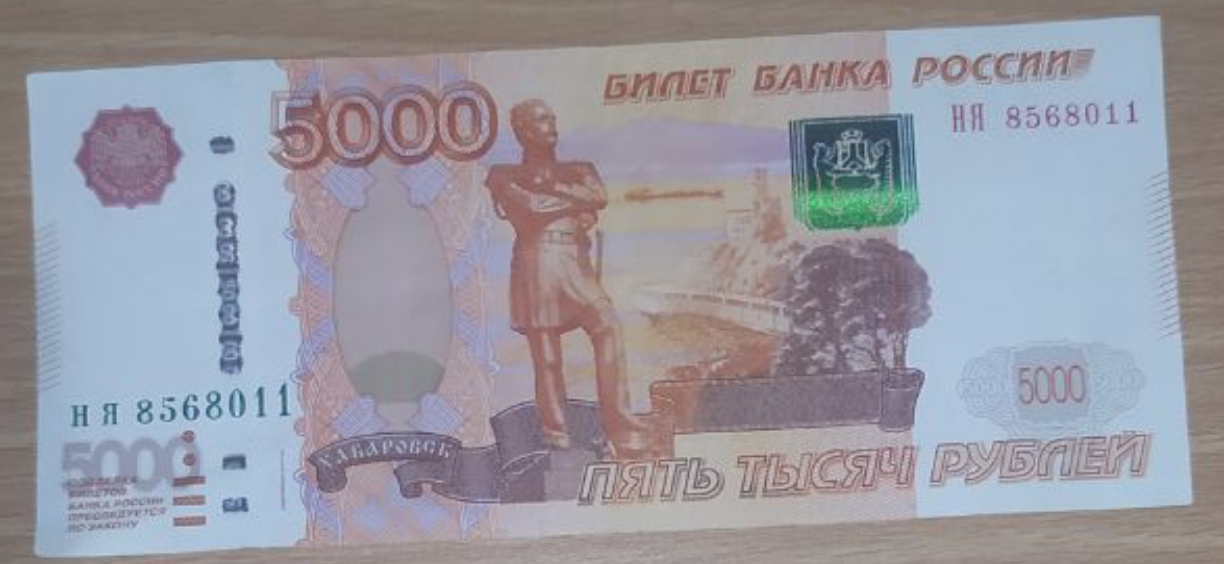 БИЛЕТ БАНКА РОССИИ
5000
НЯ 8568011
НЯ 8568011
5000
5000
ПОДДЕЛКА
БИЛЕТОВ
БАНКА РОССИИ
ПРЕСЛЕДУЕТСЯ
ПО ЗАКОНУ
ХАБАРОВСК
ПЯТЬ ТЫСЯЧ РУБЛЕЙ